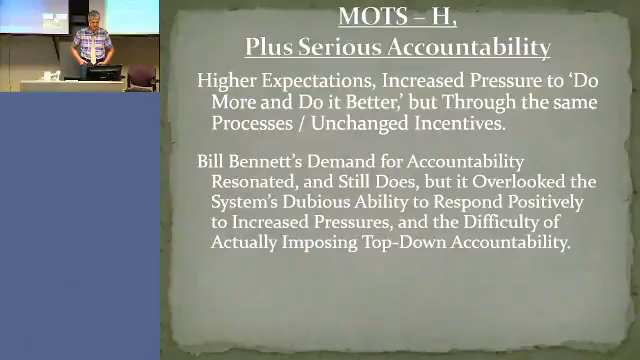 MOTS – H,
Plus Serious Accountability
Higher Expectations, Increased Pressure to ‘Do
More and Do it Better,’ but Through the same
Processes / Unchanged Incentives.
Bill Bennett’s Demand for Accountability
Resonated, and Still Does, but it Overlooked the
System’s Dubious Ability to Respond Positively
to Increased Pressures, and the Difficulty of
Actually Imposing Top-Down Accountability.